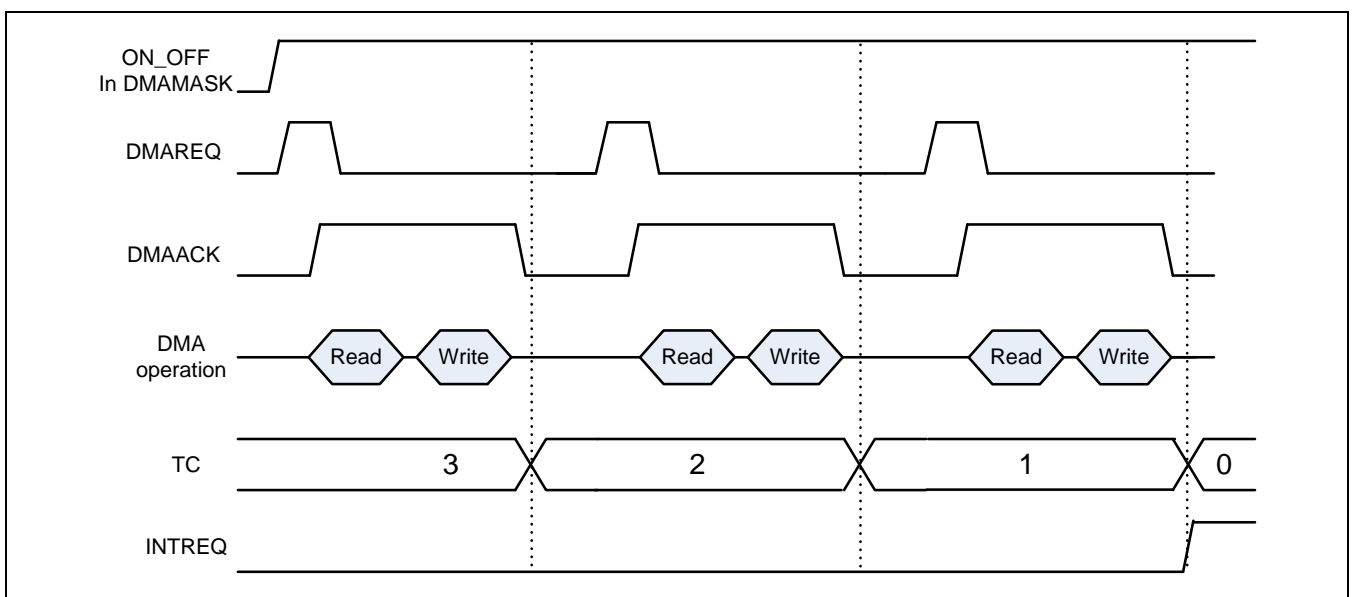 ON_OFF
In DMAMASK
DMAREQ
DMAACK
DMA
operation
Read
Write
Read
Write
Read
Write
TC
3
2
1
0
INTREQ